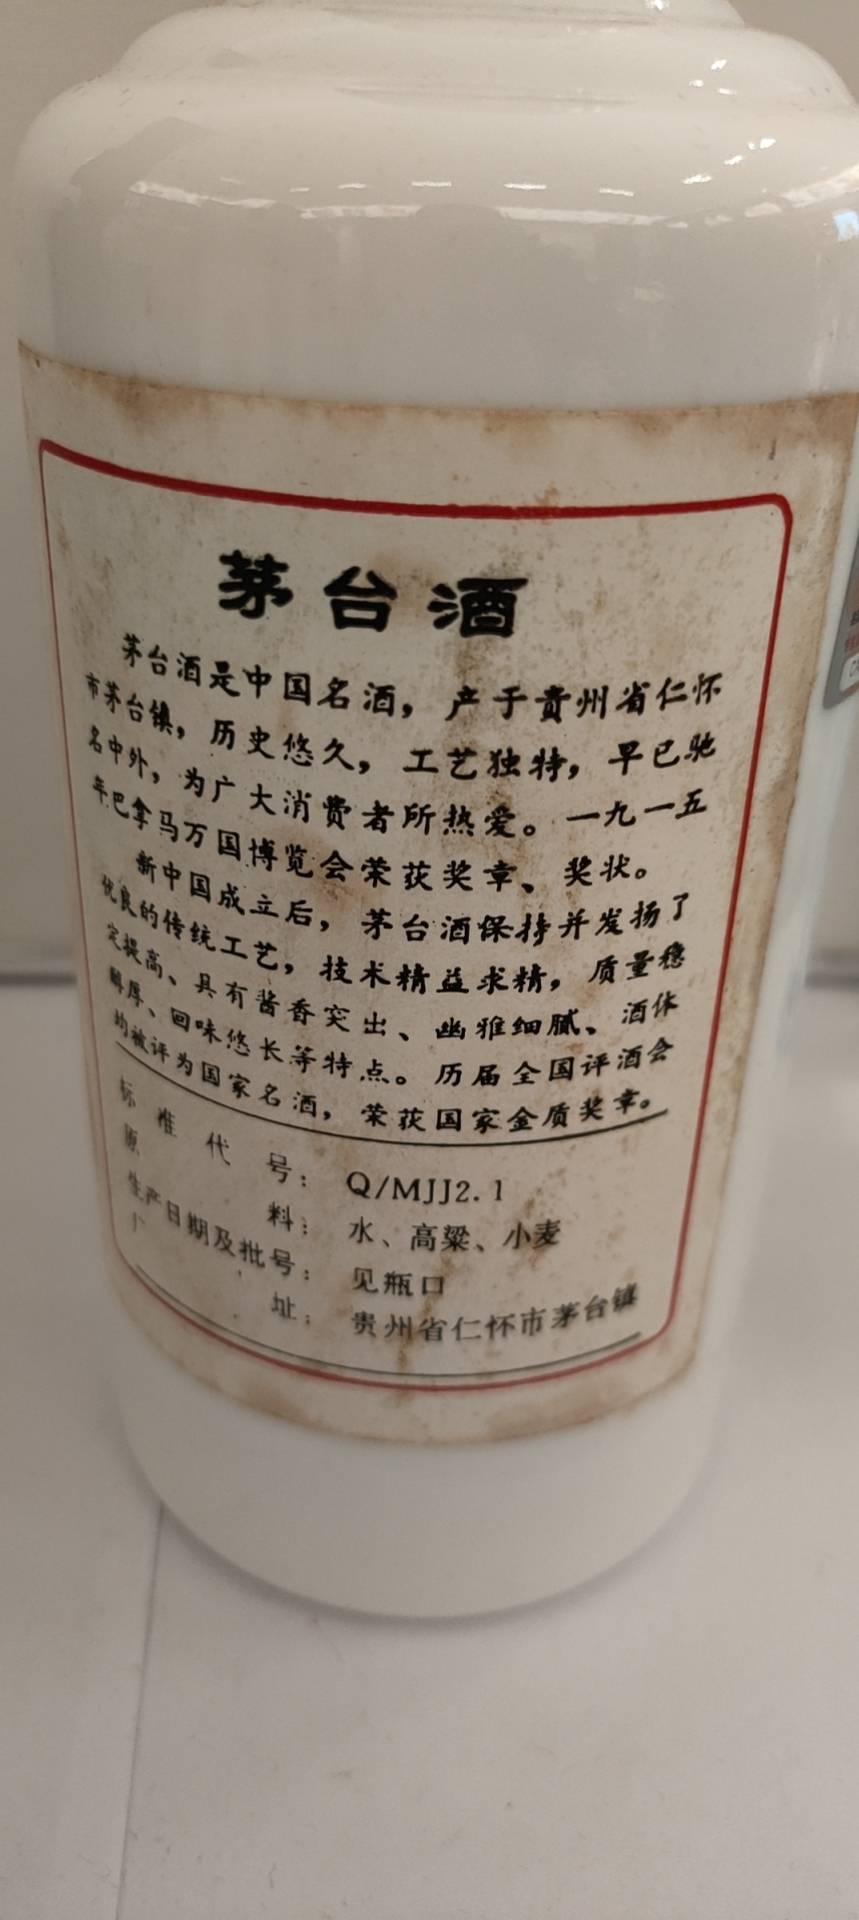 茅台酒
茅台酒是中国名酒，产于贵州省仁怀
市茅台镇，历史悠久，工艺独特，早已驰
名中外，为广大消费者所热爱。一九一五
年巴拿马万国博览会荣获奖章、奖状。
新中国成立后，茅台酒保持并发扬了
优良的传统工艺，技术精益求精，质量稳
定提高、具有酱香突出、幽雅细腻、酒体
醇厚、回味悠长等特点。历届全国评酒会
均被评为国家名酒，荣获国家金质奖章。
标准代号：Q/MJJ2.1
原料：水、高粱、小麦
生产日期及批号：见瓶口
厂址：贵州省仁怀市茅台镇